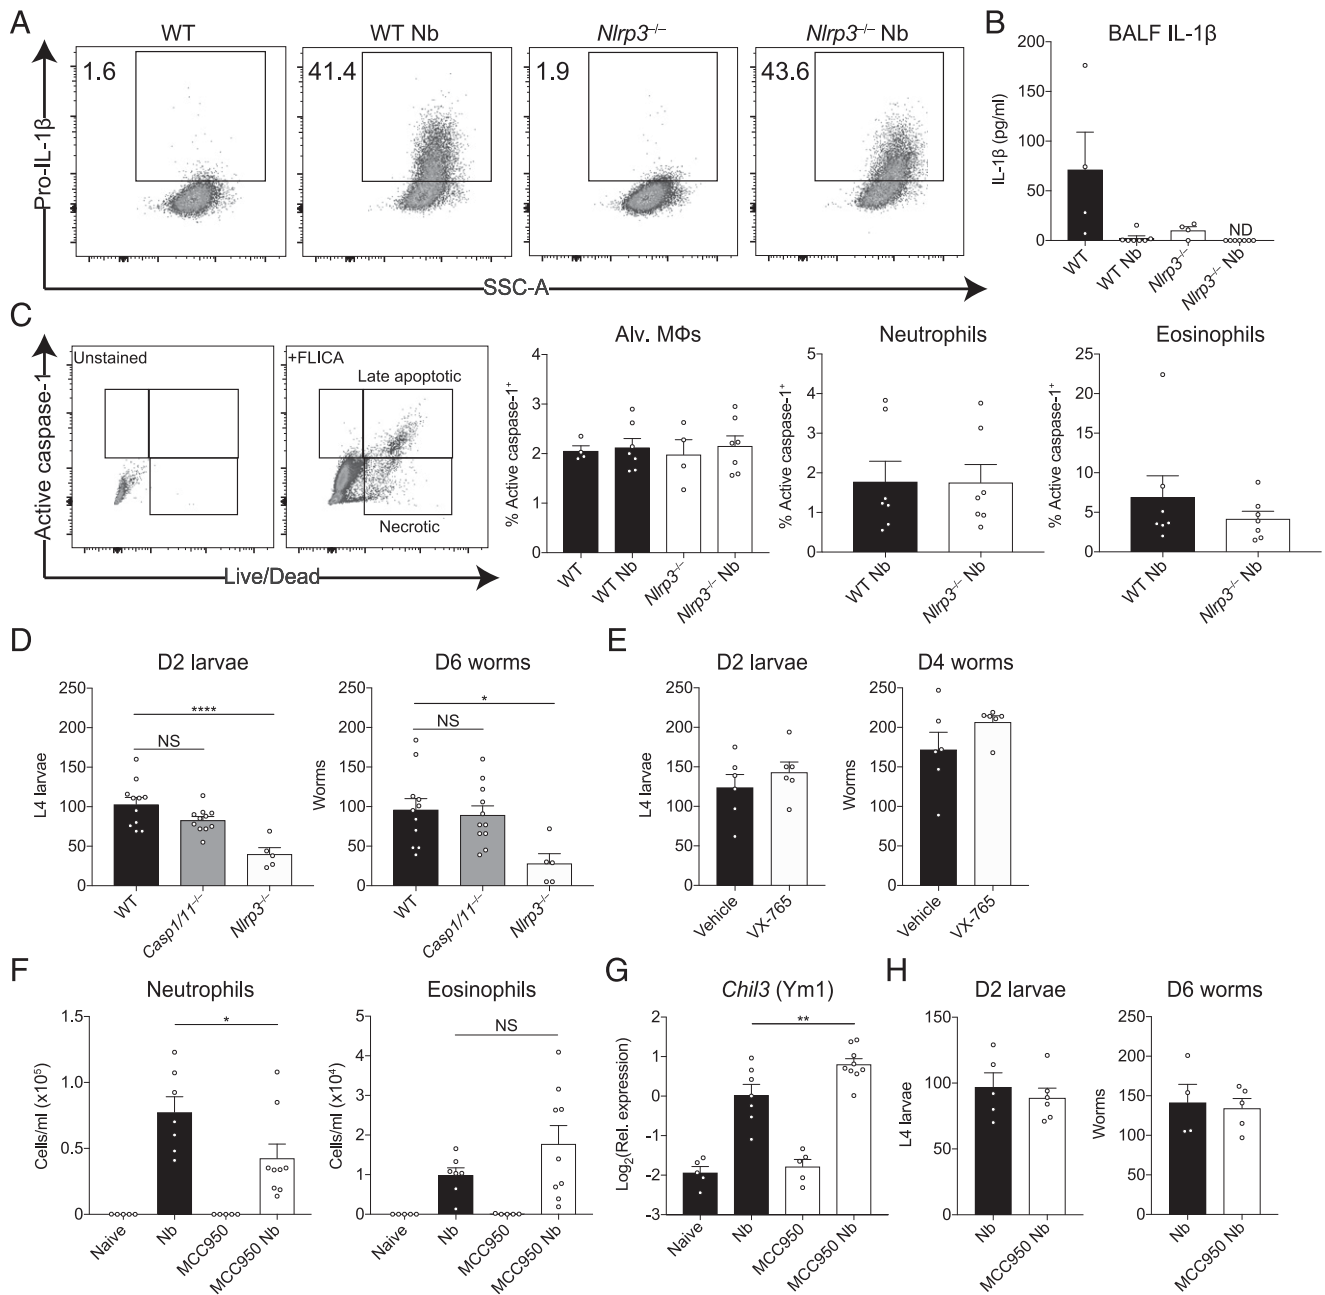 A
WT
WT Nb
Nlrp3–/–
Nlrp3–/– Nb
1.6
41.4
1.9
43.6
Pro-IL-1β
SSC-A
B
BALF IL-1β
IL-1β (pg/ml)
200
150
100
50
0
ND
WT
WT Nb
Nlrp3–/–
Nlrp3–/– Nb
C
Unstained
+FLICA
Late apoptotic
Necrotic
Active caspase-1
Live/Dead
Alv. MΦs
% Active caspase-1+
4
3
2
1
0
WT
WT Nb
Nlrp3–/–
Nlrp3–/– Nb
Neutrophils
% Active caspase-1+
5
4
3
2
1
0
WT Nb
Nlrp3–/– Nb
Eosinophils
% Active caspase-1+
25
20
15
10
5
0
WT Nb
Nlrp3–/– Nb
D
D2 larvae
L4 larvae
250
200
150
100
50
0
****
NS
WT
Casp1/11–/–
Nlrp3–/–
D6 worms
Worms
250
200
150
100
50
0
*
NS
WT
Casp1/11–/–
Nlrp3–/–
E
D2 larvae
L4 larvae
250
200
150
100
50
0
Vehicle
VX-765
D4 worms
Worms
250
200
150
100
50
0
Vehicle
VX-765
F
Neutrophils
Cells/ml (x10⁵)
1.5
1.0
0.5
0
*
Naive
Nb
MCC950
MCC950 Nb
Eosinophils
Cells/ml (x10⁴)
5
4
3
2
1
0
NS
Naive
Nb
MCC950
MCC950 Nb
G
Chil3 (Ym1)
Log₂(Rel. expression)
2
1
0
-1
-2
-3
**
Naive
Nb
MCC950
MCC950 Nb
H
D2 larvae
L4 larvae
150
100
50
0
Nb
MCC950 Nb
D6 worms
Worms
250
200
150
100
50
0
Nb
MCC950 Nb